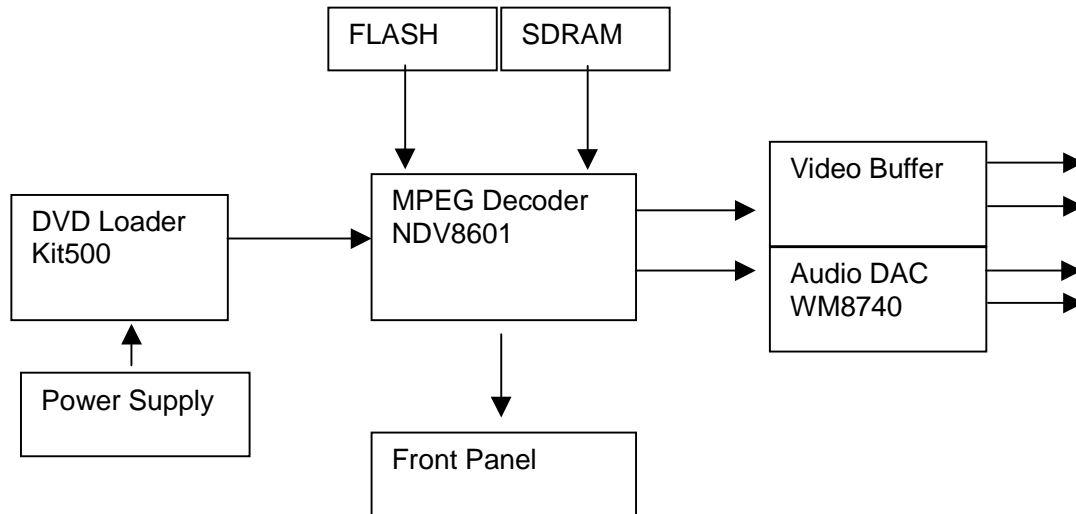 FLASH
SDRAM
Video Buffer
MPEG Decoder
NDV8601
DVD Loader
Kit500
Audio DAC
WM8740
Power Supply
Front Panel